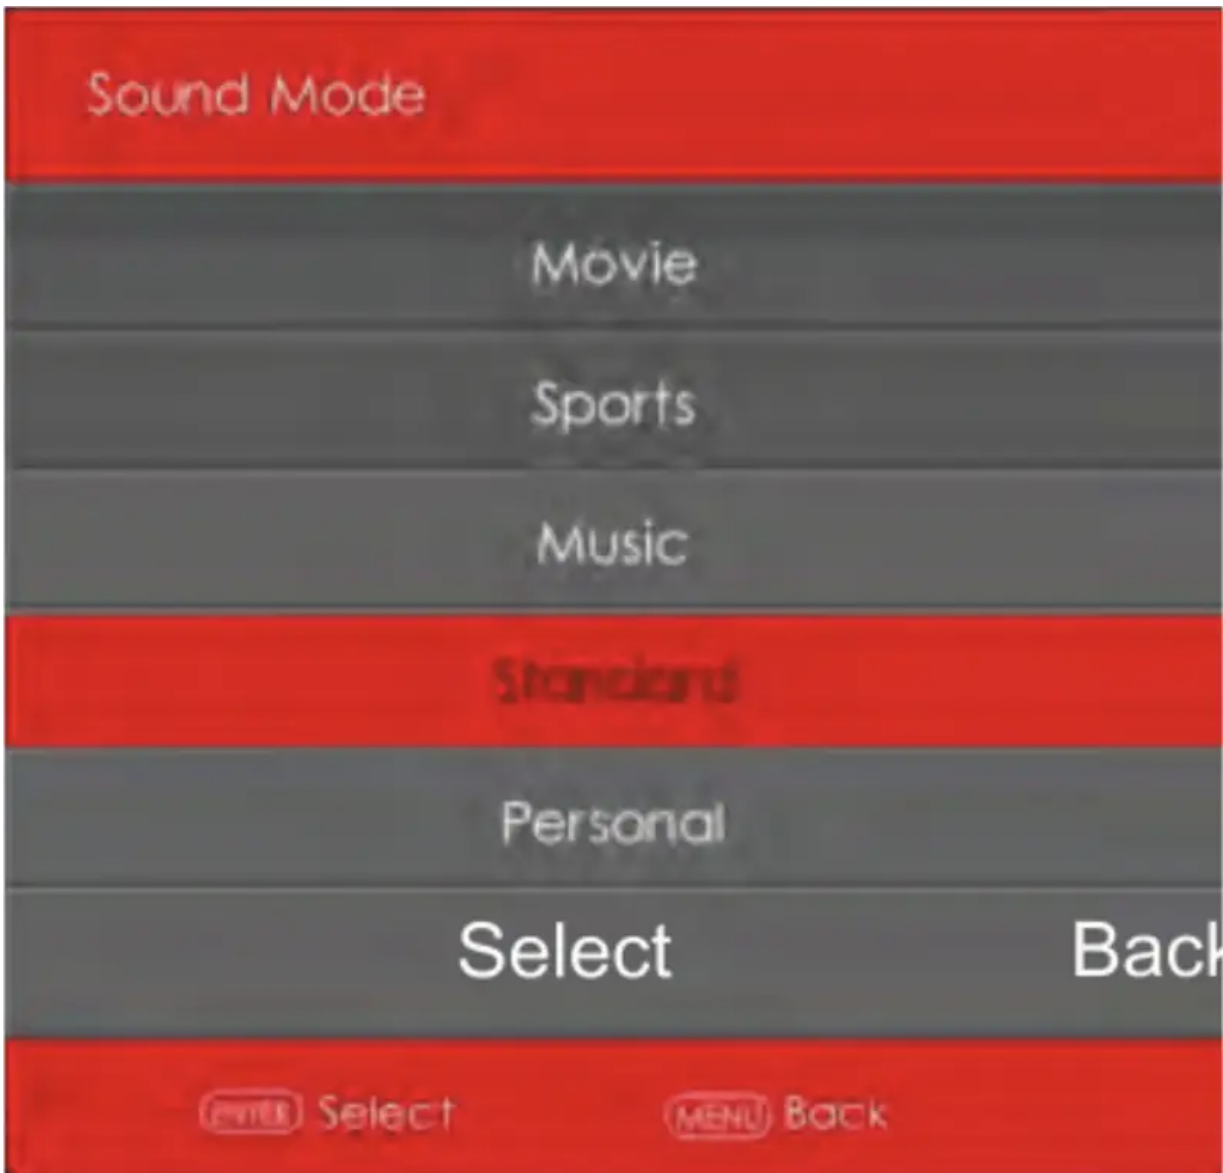 Sound Mode
Movie
Sports
Music
Standard
Personal
Select Back
ENTER Select MENU Back